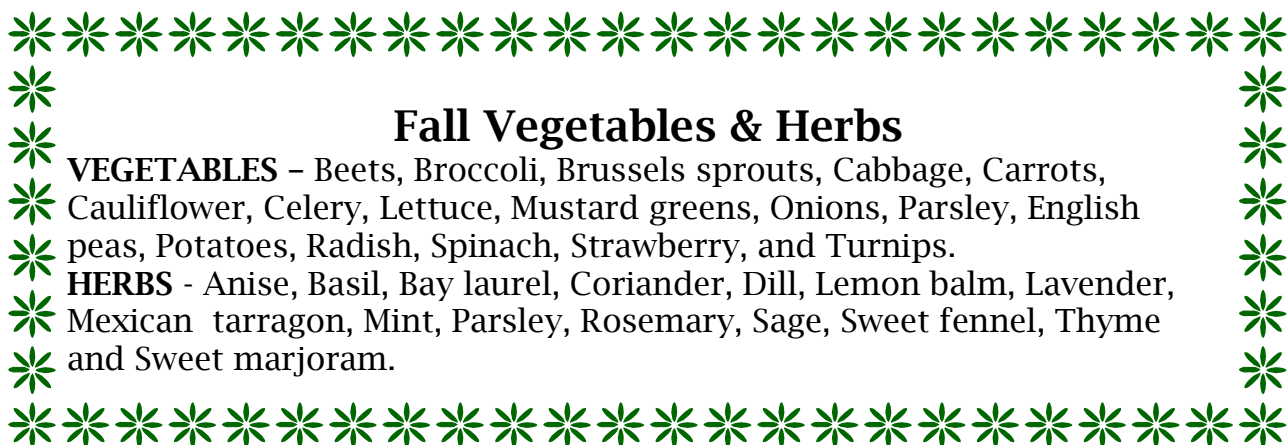 Fall Vegetables & Herbs
VEGETABLES – Beets, Broccoli, Brussels sprouts, Cabbage, Carrots,
Cauliflower, Celery, Lettuce, Mustard greens, Onions, Parsley, English
peas, Potatoes, Radish, Spinach, Strawberry, and Turnips.
HERBS - Anise, Basil, Bay laurel, Coriander, Dill, Lemon balm, Lavender,
Mexican  tarragon, Mint, Parsley, Rosemary, Sage, Sweet fennel, Thyme
and Sweet marjoram.